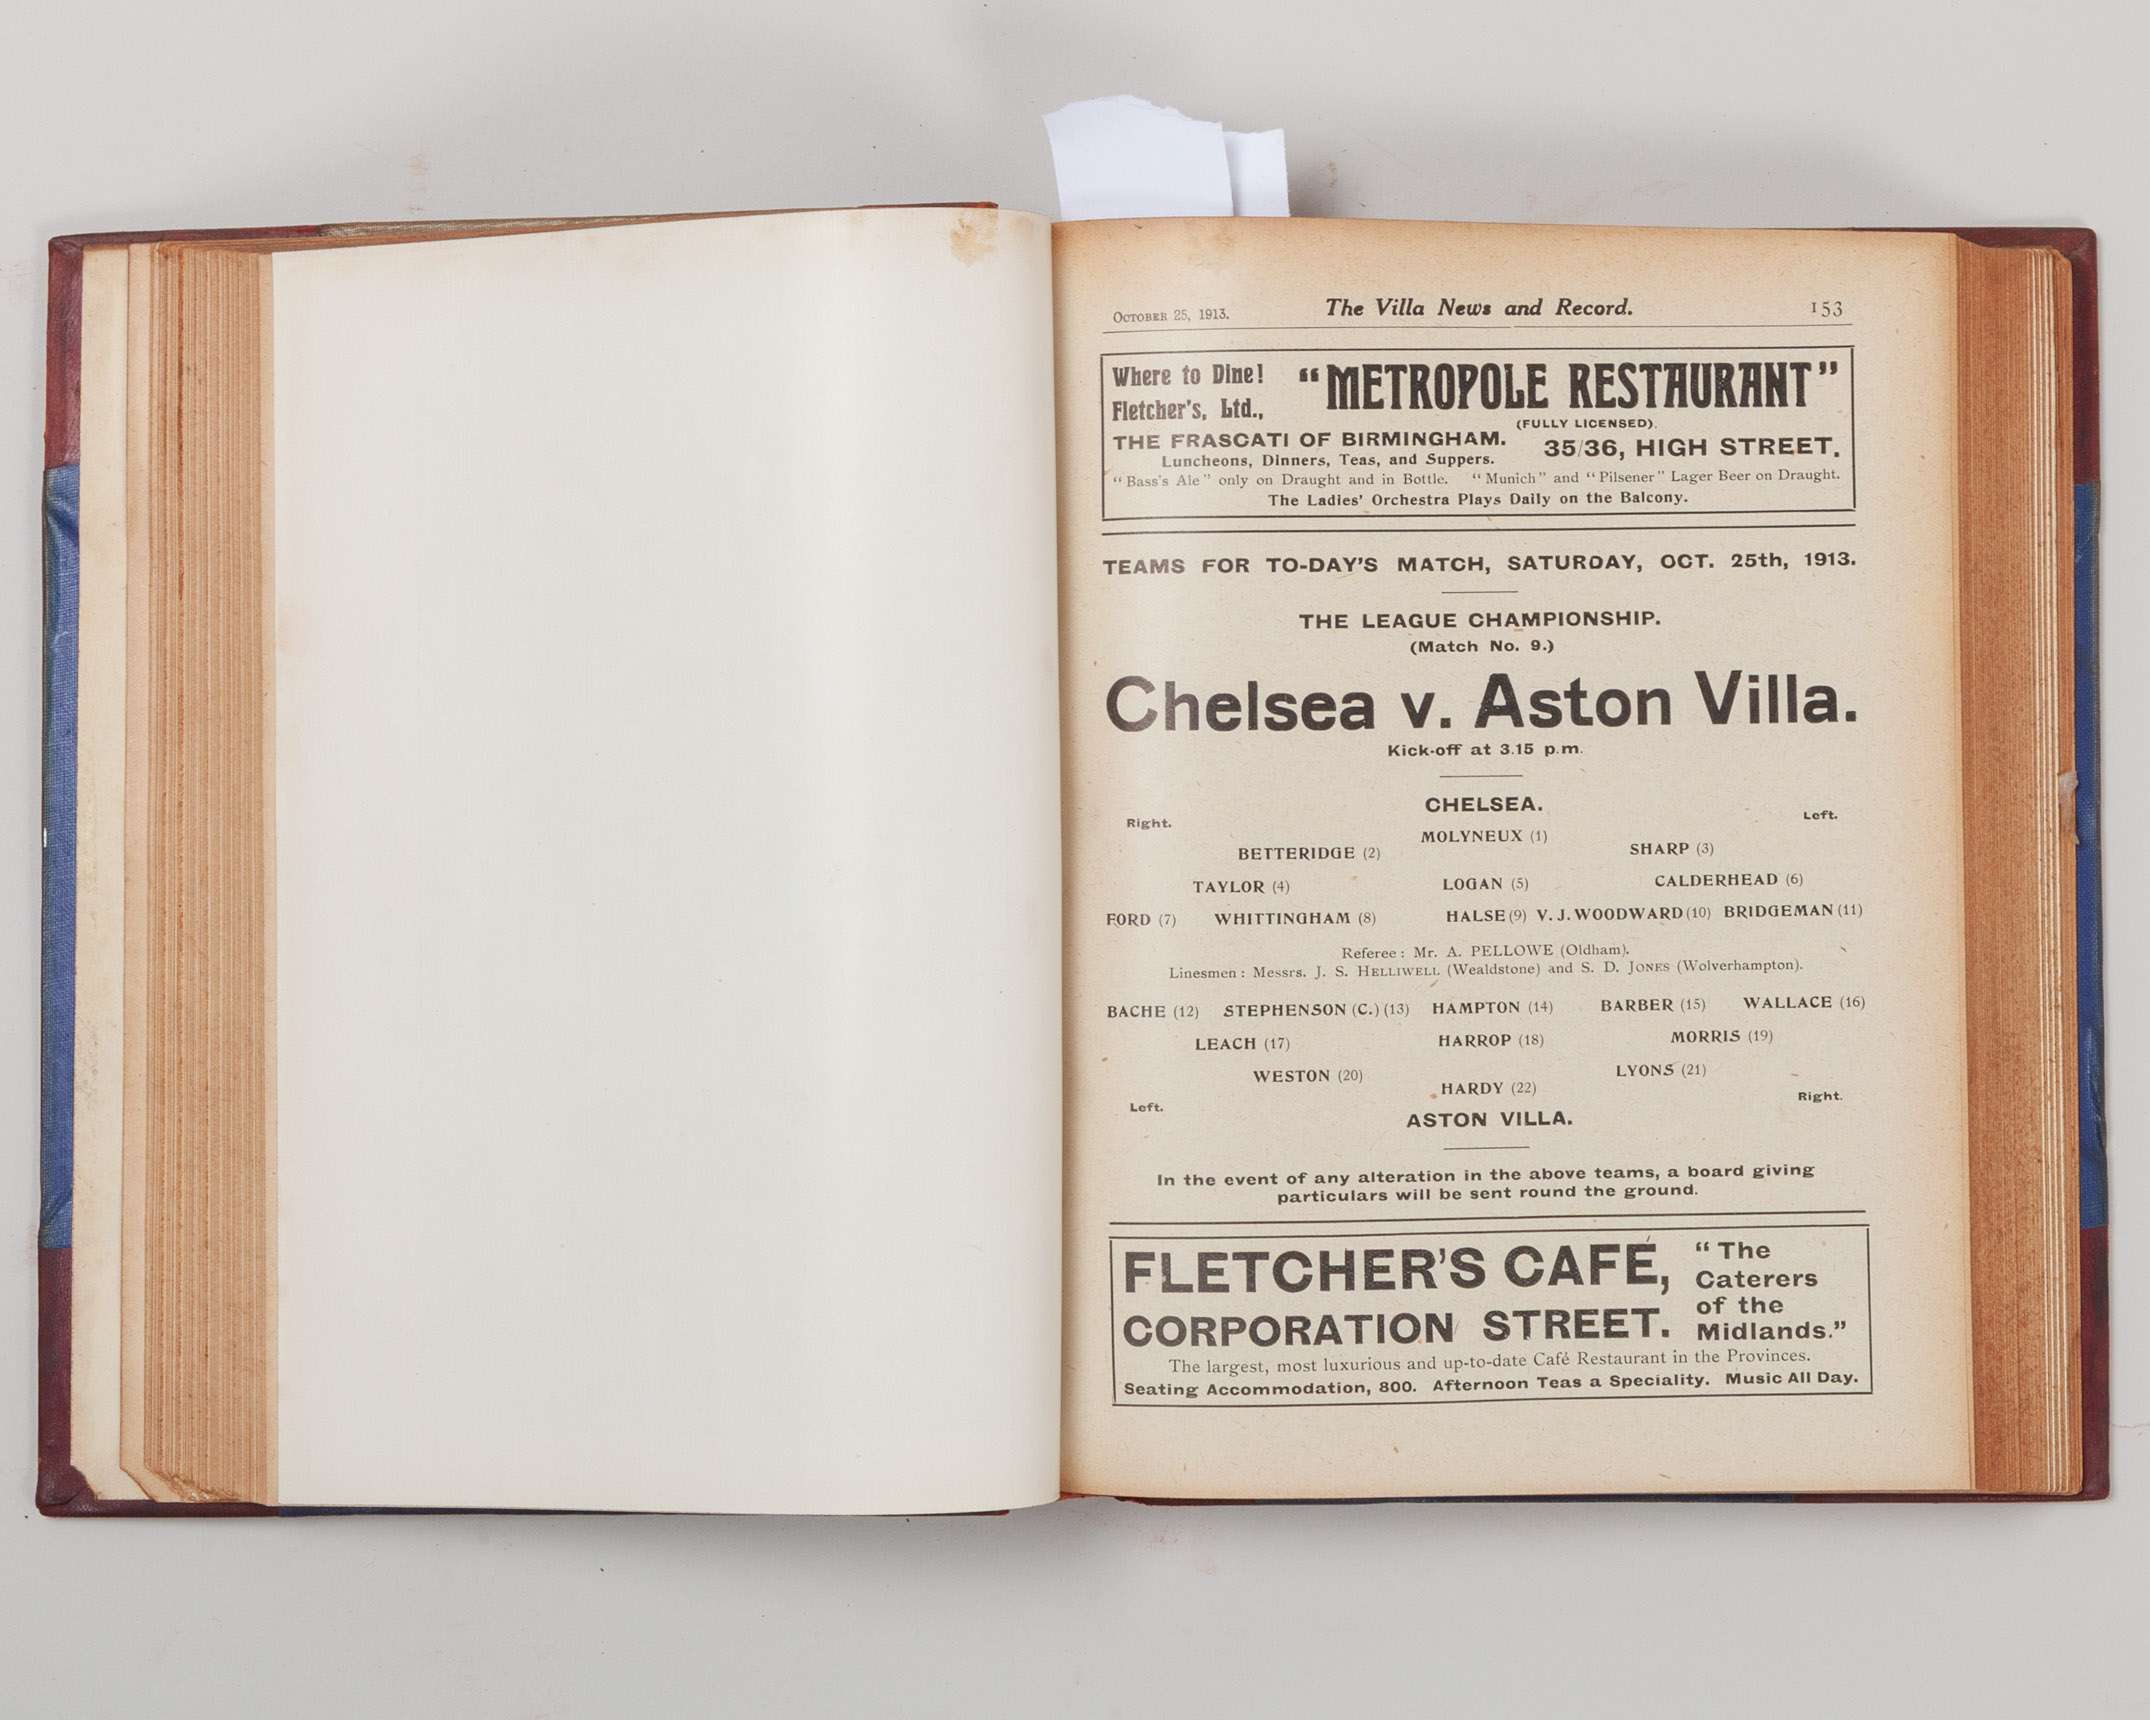 October 25, 1913. The Villa News and Record. 153
Where to Dine! "METROPOLE RESTAURANT"
Fletcher's, Ltd.,
(FULLY LICENSED).
THE FRASCATI OF BIRMINGHAM. 35/36, HIGH STREET.
Luncheons, Dinners, Teas, and Suppers.
"Bass's Ale" only on Draught and in Bottle. "Munich" and "Pilsener" Lager Beer on Draught.
The Ladies' Orchestra Plays Daily on the Balcony.
TEAMS FOR TO-DAY'S MATCH, SATURDAY, OCT. 25th, 1913.
THE LEAGUE CHAMPIONSHIP.
(Match No. 9.)
Chelsea v. Aston Villa.
Kick-off at 3.15 p.m.
CHELSEA.
Right. Left.
MOLYNEUX (1)
BETTERIDGE (2) SHARP (3)
TAYLOR (4) LOGAN (5) CALDERHEAD (6)
FORD (7) WHITTINGHAM (8) HALSE (9) V. J. WOODWARD (10) BRIDGEMAN (11)
Referee: Mr. A. PELLOWE (Oldham).
Linesmen: Messrs. J. S. HELLIWELL (Wealdstone) and S. D. JONES (Wolverhampton).
BACHE (12) STEPHENSON (C.) (13) HAMPTON (14) BARBER (15) WALLACE (16)
LEACH (17) HARROP (18) MORRIS (19)
WESTON (20) LYONS (21)
HARDY (22)
Left. Right.
ASTON VILLA.
In the event of any alteration in the above teams, a board giving
particulars will be sent round the ground.
FLETCHER'S CAFÉ,
CORPORATION STREET.
"The
Caterers
of the
Midlands."
The largest, most luxurious and up-to-date Café Restaurant in the Provinces.
Seating Accommodation, 800. Afternoon Teas a Speciality. Music All Day.